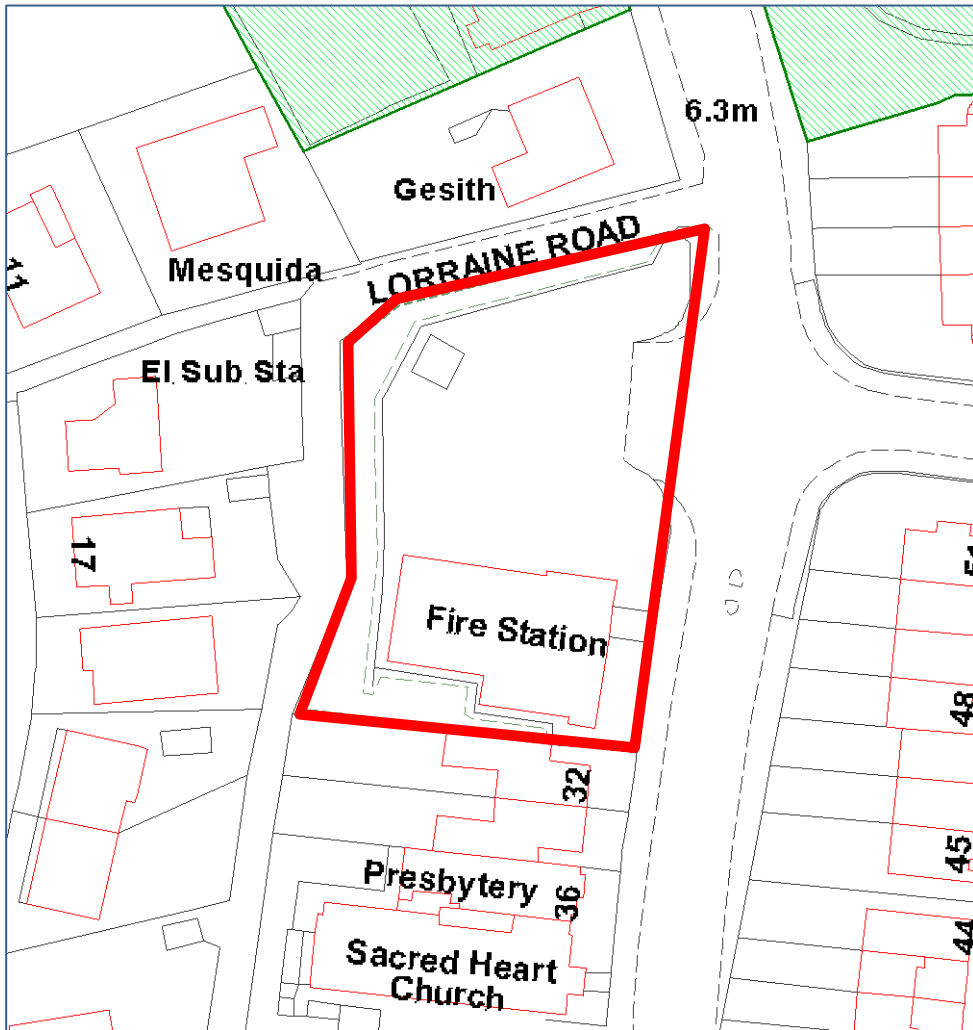 6.3m
Gesith
LORRAINE ROAD
Mesquida
11
El Sub Sta
17
Fire Station
48
32
45
Presbytery
36
44
Sacred Heart
Church